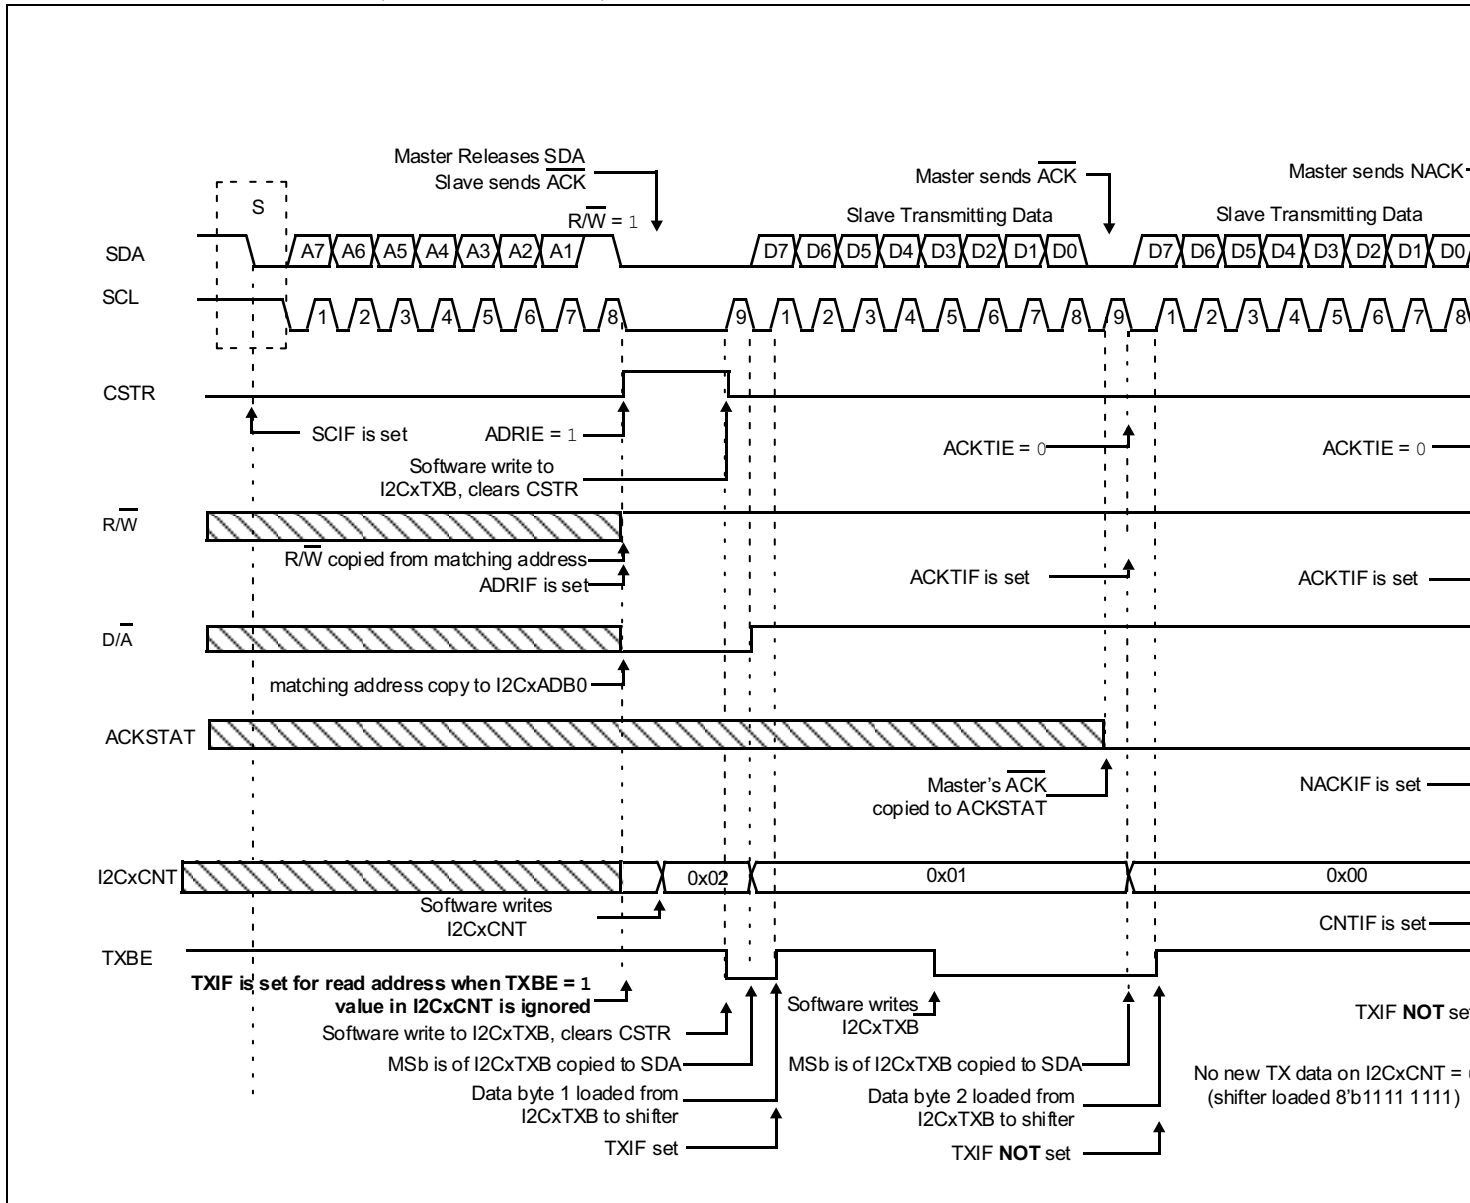 Master Releases SDA
Slave sends ACK
Master sends ACK
Master sends NACK
S
R/W = 1
Slave Transmitting Data
Slave Transmitting Data
SDA
A7 A6 A5 A4 A3 A2 A1
D7 D6 D5 D4 D3 D2 D1 D0
D7 D6 D5 D4 D3 D2 D1 D0
SCL
1 2 3 4 5 6 7 8 9 1 2 3 4 5 6 7 8 9 1 2 3 4 5 6 7 8
CSTR
SCIF is set
ADRIE = 1
ACKTIE = 0
ACKTIE = 0
Software write to
I2CxTXB, clears CSTR
R/W
R/W copied from matching address
ADRIF is set
ACKTIF is set
ACKTIF is set
D/A
matching address copy to I2CxADB0
ACKSTAT
Master's ACK
copied to ACKSTAT
NACKIF is set
I2CxCNT
0x02
0x01
0x00
Software writes
I2CxCNT
CNTIF is set
TXBE
TXIF is set for read address when TXBE = 1
value in I2CxCNT is ignored
Software writes
I2CxTXB
TXIF NOT set
Software write to I2CxTXB, clears CSTR
MSb is of I2CxTXB copied to SDA
MSb is of I2CxTXB copied to SDA
Data byte 1 loaded from
I2CxTXB to shifter
Data byte 2 loaded from
I2CxTXB to shifter
No new TX data on I2CxCNT =
(shifter loaded 8'b1111 1111)
TXIF set
TXIF NOT set